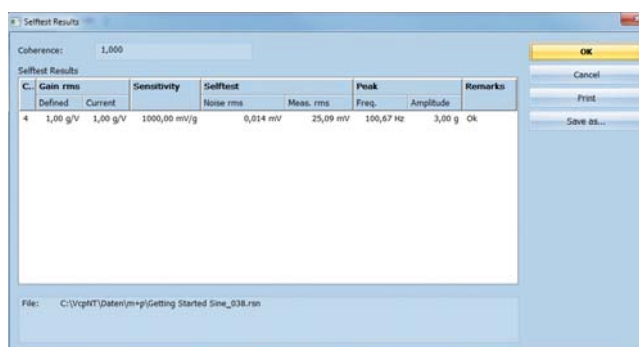 Selftest Results
Coherence: 1,000
OK
Selftest Results
Cancel
C.. Gain rms Sensitivity Selftest Peak Remarks
Defined Current Noise rms Meas. rms Freq. Amplitude
Print
4 1,00 g/V 1,00 g/V 1000,00 mV/g 0,014 mV 25,09 mV 100,67 Hz 3,00 g Ok
Save as...
File: C:\VcpNT\Daten\m+p\Getting Started Sine_038.rsn